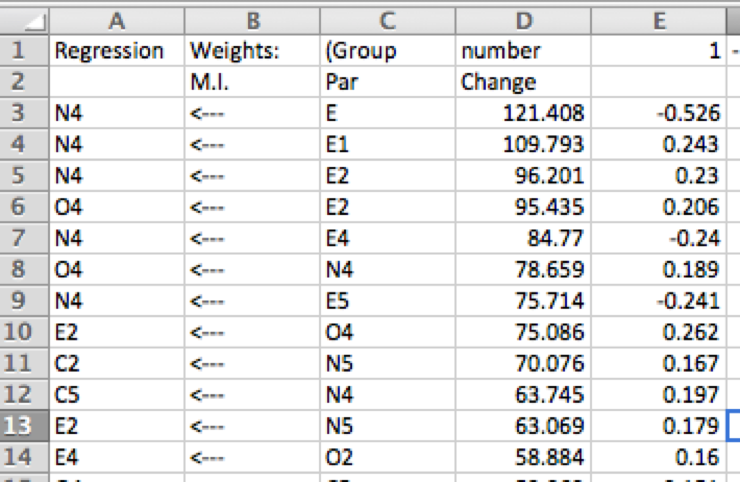 A B C D E
1 Regression Weights: (Group number 1 -
2 M.I. Par Change
3 N4 <--- E 121.408 -0.526
4 N4 <--- E1 109.793 0.243
5 N4 <--- E2 96.201 0.23
6 O4 <--- E2 95.435 0.206
7 N4 <--- E4 84.77 -0.24
8 O4 <--- N4 78.659 0.189
9 N4 <--- E5 75.714 -0.241
10 E2 <--- O4 75.086 0.262
11 C2 <--- N5 70.076 0.167
12 C5 <--- N4 63.745 0.197
13 E2 <--- N5 63.069 0.179
14 E4 <--- O2 58.884 0.16